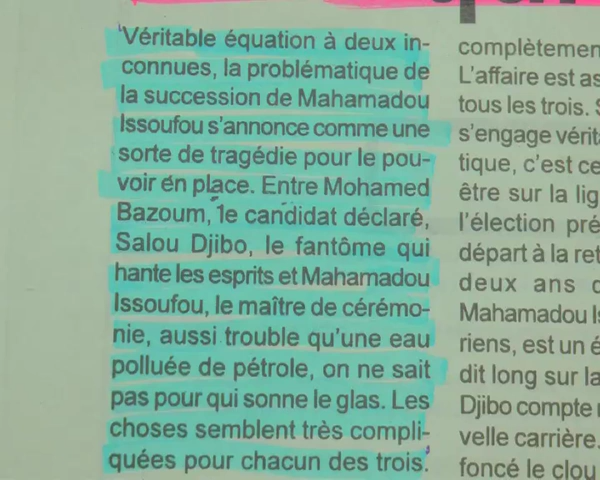 Véritable équation à deux in-
connues, la problématique de
la succession de Mahamadou
Issoufou s'annonce comme une
sorte de tragédie pour le pou-
voir en place. Entre Mohamed
Bazoum, le candidat déclaré,
Salou Djibo, le fantôme qui
hante les esprits et Mahamadou
Issoufou, le maître de cérémo-
nie, aussi trouble qu'une eau
polluée de pétrole, on ne sait
pas pour qui sonne le glas. Les
choses semblent très compli-
quées pour chacun des trois.
complètemen
L'affaire est as
tous les trois. S
s'engage vérit
tique, c'est ce
être sur la lig
l'élection pré
départ à la ret
deux ans d
Mahamadou Is
riens, est un é
dit long sur la
Djibo compte
velle carrière.
foncé le clou